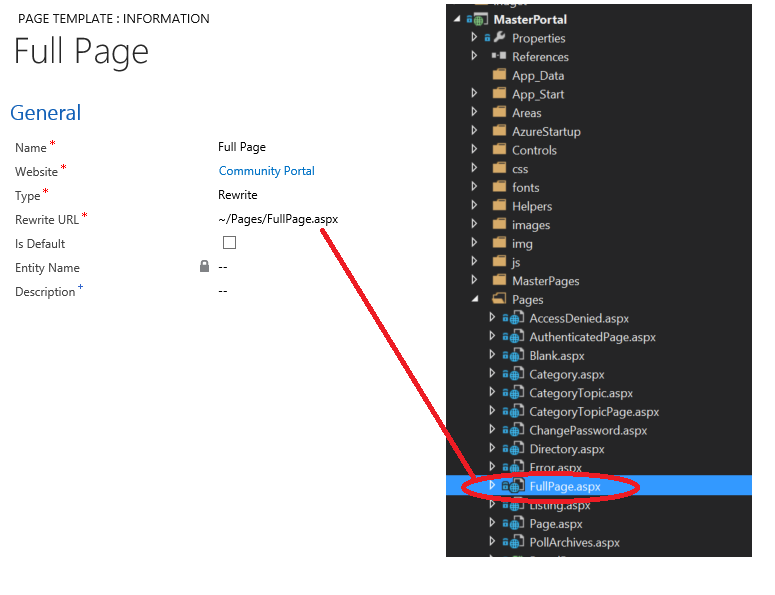 PAGE TEMPLATE : INFORMATION
Full Page
General
Name *
Full Page
Website *
Community Portal
Type *
Rewrite
Rewrite URL *
~/Pages/FullPage.aspx
Is Default
Entity Name
--
Description +
--
MasterPortal
Properties
References
App_Data
App_Start
Areas
AzureStartup
Controls
css
fonts
Helpers
images
img
js
MasterPages
Pages
AccessDenied.aspx
AuthenticatedPage.aspx
Blank.aspx
Category.aspx
CategoryTopic.aspx
CategoryTopicPage.aspx
ChangePassword.aspx
Directory.aspx
Error.aspx
FullPage.aspx
Listing.aspx
Page.aspx
PollArchives.aspx